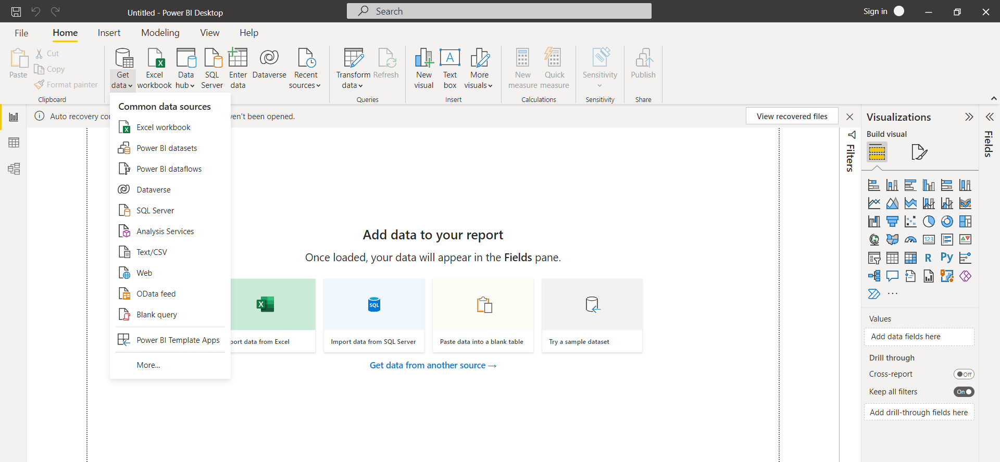 Untitled - Power BI Desktop
Search
Sign in
File
Home
Insert
Modeling
View
Help
Paste
Cut
Copy
Format painter
Clipboard
Get data
Excel workbook
Data hub
SQL Server
Enter data
Dataverse
Recent sources
Transform data
Refresh
Queries
New visual
Text box
More visuals
Insert
New measure
Quick measure
Calculations
Sensitivity
Sensitivity
Publish
Share
Common data sources
Excel workbook
Power BI datasets
Power BI dataflows
Dataverse
SQL Server
Analysis Services
Text/CSV
Web
OData feed
Blank query
Power BI Template Apps
More...
Auto recovery
en't been opened.
View recovered files
Add data to your report
Once loaded, your data will appear in the Fields pane.
SQL
port data from Excel
Import data from SQL Server
Paste data into a blank table
Try a sample dataset
Get data from another source →
Filters
Visualizations
Build visual
123
R
Py
Values
Add data fields here
Drill through
Cross-report
Off
Keep all filters
On
Add drill-through fields here
Fields